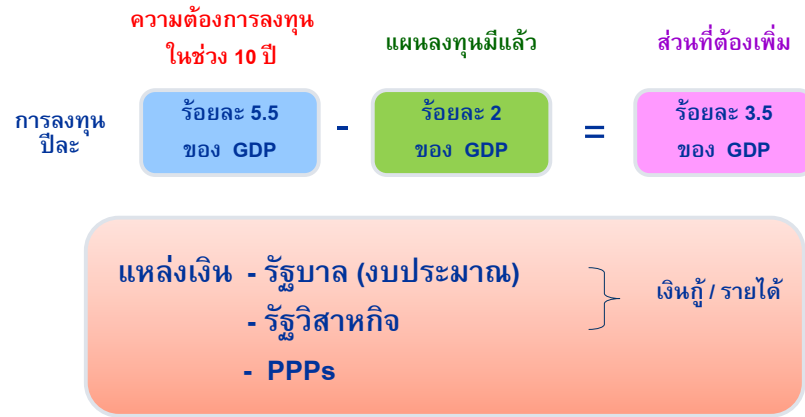 ความต้องการลงทุน
ในช่วง 10 ปี
แผนลงทุนมีแล้ว
ส่วนที่ต้องเพิ่ม
การลงทุน
ปีละ
ร้อยละ 5.5
ของ GDP
-
ร้อยละ 2
ของ GDP
=
ร้อยละ 3.5
ของ GDP
แหล่งเงิน - รัฐบาล (งบประมาณ)
- รัฐวิสาหกิจ
เงินกู้ / รายได้
- PPPs